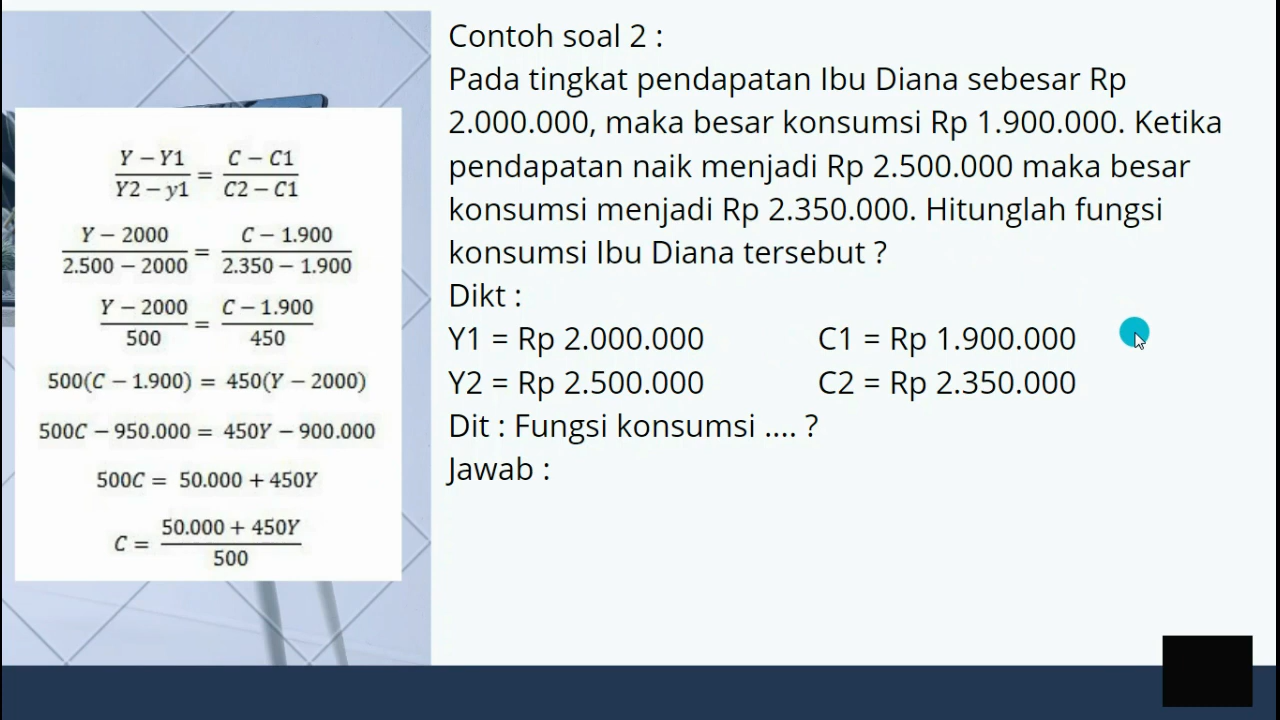 Contoh soal 2 :
Pada tingkat pendapatan Ibu Diana sebesar Rp
2.000.000, maka besar konsumsi Rp 1.900.000. Ketika
pendapatan naik menjadi Rp 2.500.000 maka besar
konsumsi menjadi Rp 2.350.000. Hitunglah fungsi
konsumsi Ibu Diana tersebut ?
Dikt :
Y1 = Rp 2.000.000 C1 = Rp 1.900.000
Y2 = Rp 2.500.000 C2 = Rp 2.350.000
Dit : Fungsi konsumsi .... ?
Jawab :
Y − Y1 C − C1
=
Y2 − y1 C2 − C1
Y − 2000 C − 1.900
=
2.500 − 2000 2.350 − 1.900
Y − 2000 C − 1.900
=
500 450
500(C − 1.900) = 450(Y − 2000)
500C − 950.000 = 450Y − 900.000
500C = 50.000 + 450Y
50.000 + 450Y
C =
500